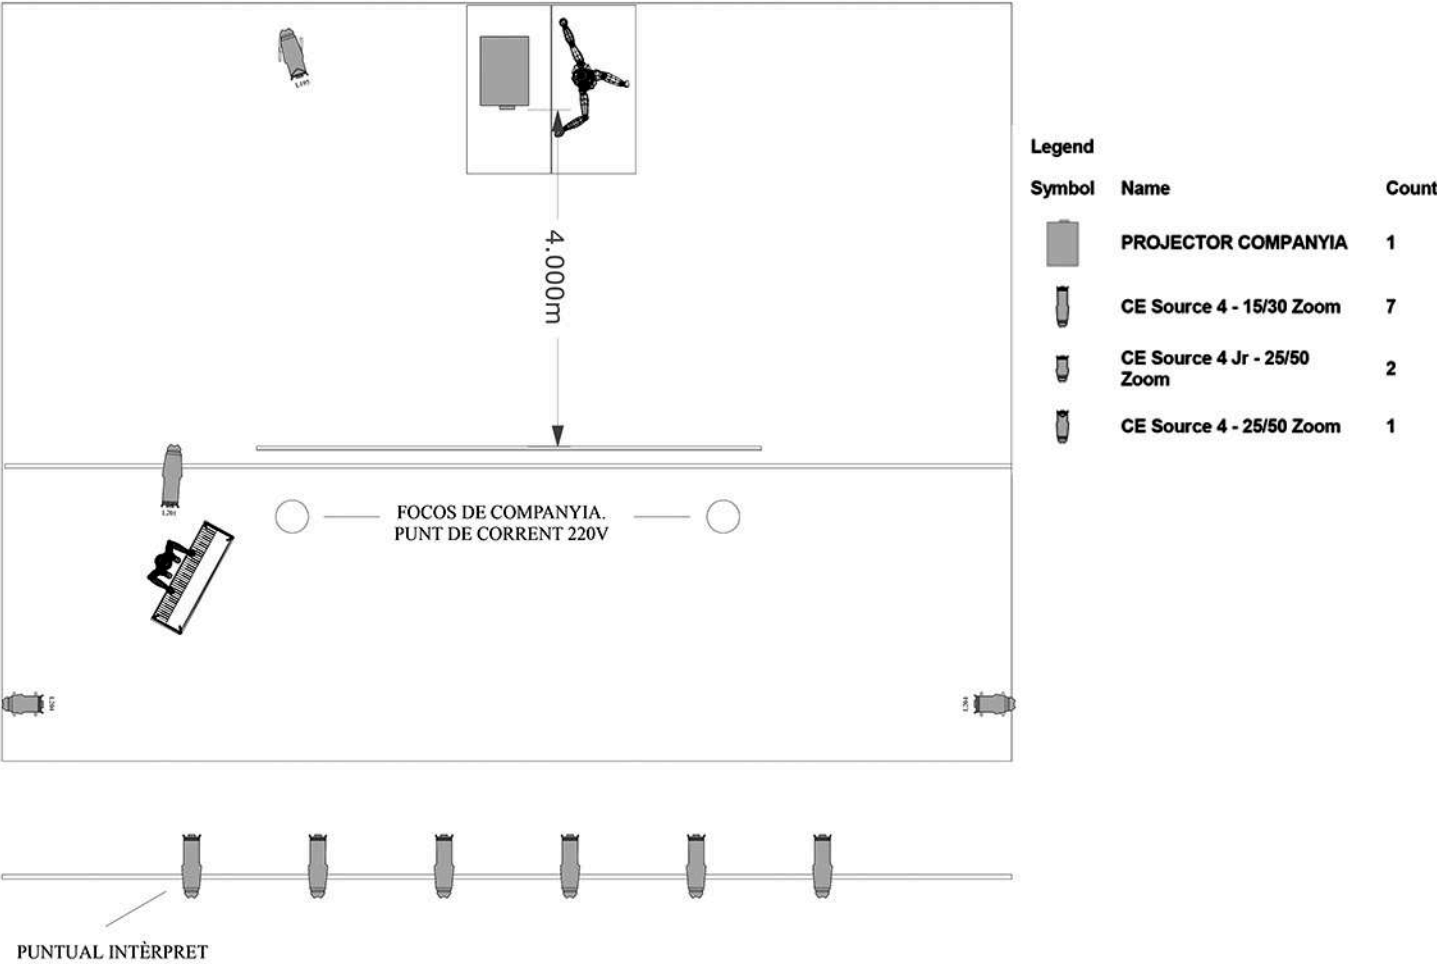 4.000m
FOCOS DE COMPANYIA.
PUNT DE CORRENT 220V
PUNTUAL INTÈRPRET
Legend
Symbol Name Count
PROJECTOR COMPANYIA 1
CE Source 4 - 15/30 Zoom 7
CE Source 4 Jr - 25/50
Zoom 2
CE Source 4 - 25/50 Zoom 1
L201